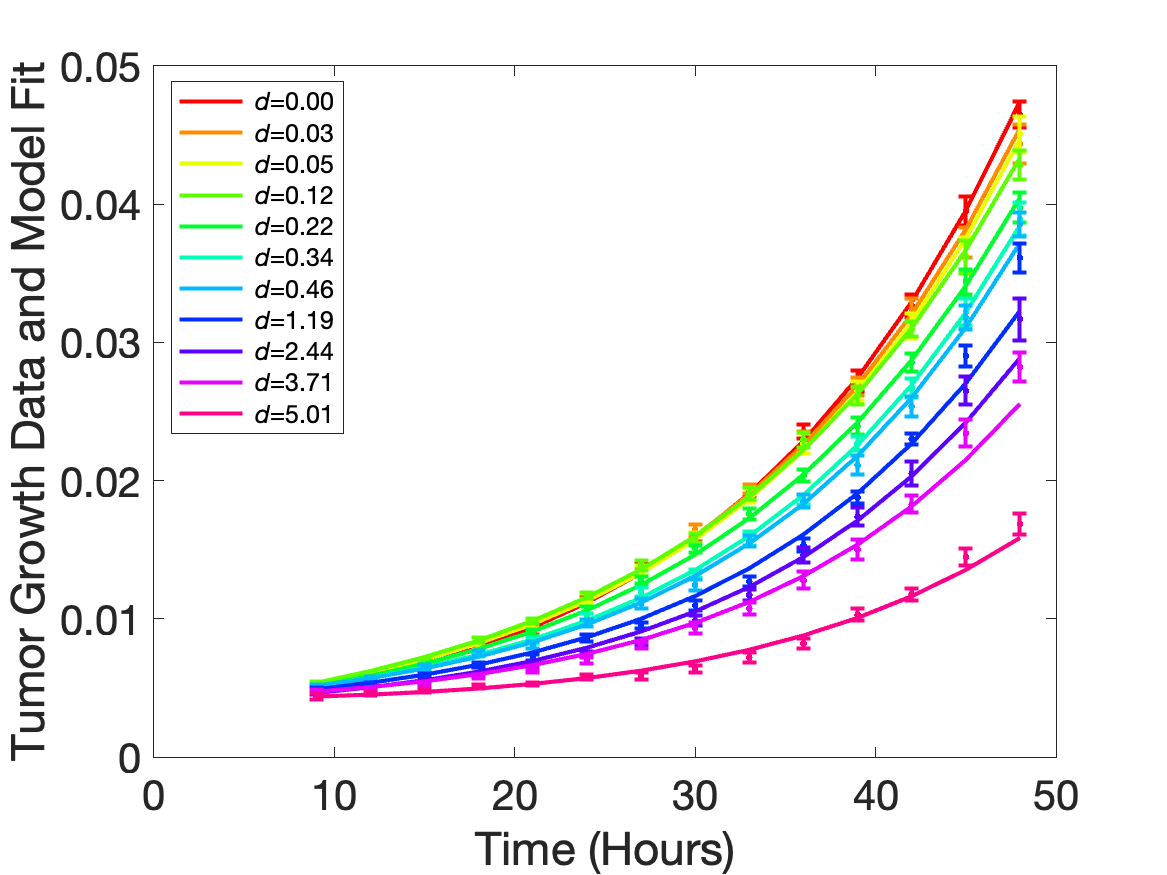 Tumor Growth Data and Model Fit
0.05
0.04
0.03
0.02
0.01
0
d=0.00
d=0.03
d=0.05
d=0.12
d=0.22
d=0.34
d=0.46
d=1.19
d=2.44
d=3.71
d=5.01
0 10 20 30 40 50
Time (Hours)